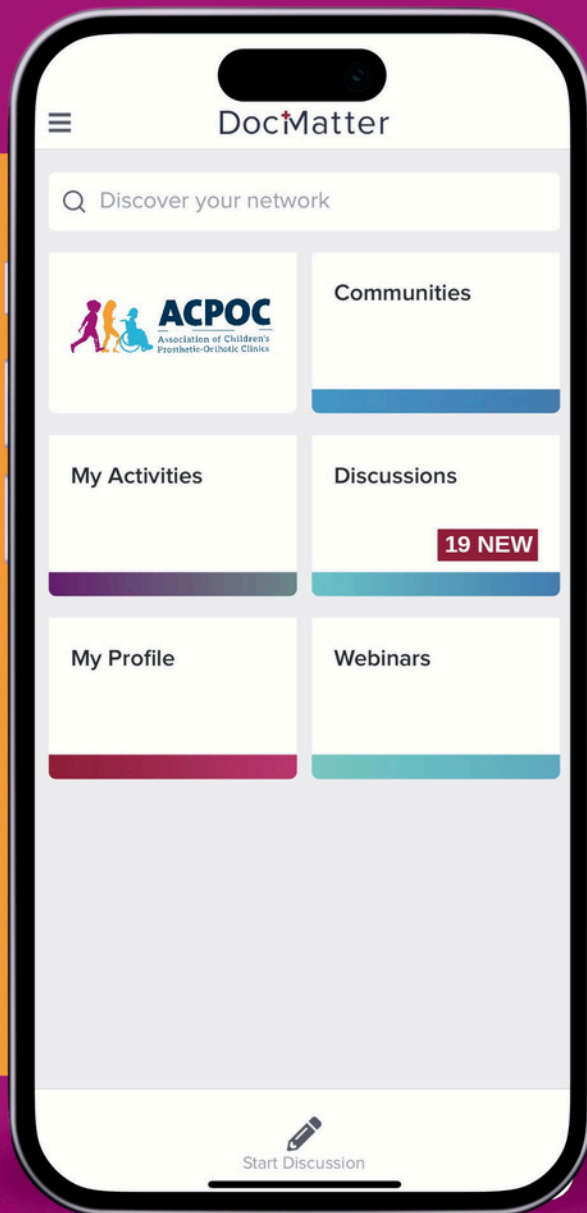 DocMatter
Discover your network
ACPOC
Association of Children's
Prosthetic-Orthotic Clinics
Communities
My Activities
Discussions
19 NEW
My Profile
Webinars
Start Discussion